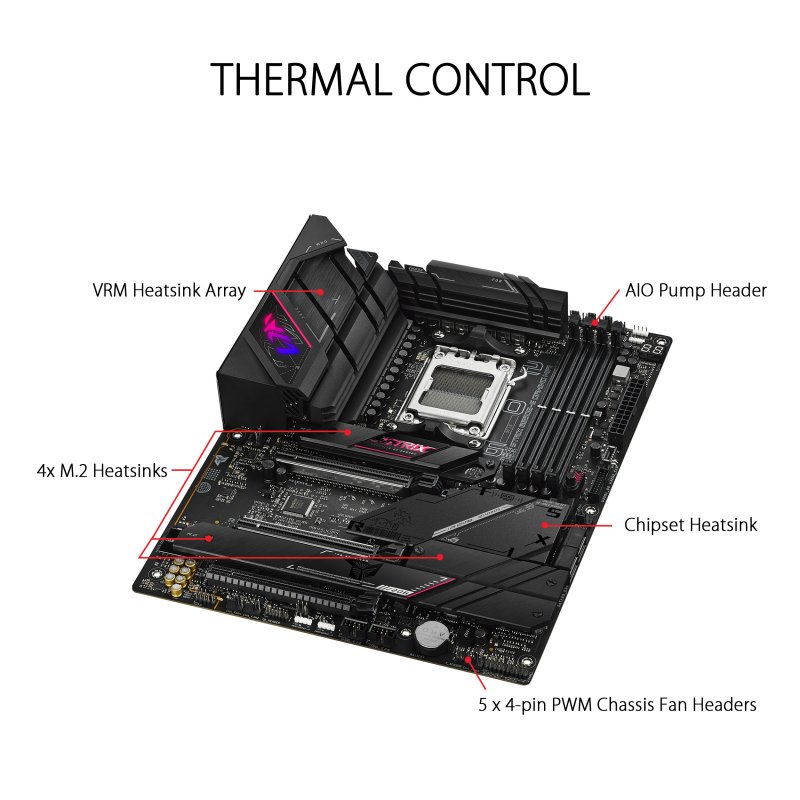 THERMAL CONTROL
VRM Heatsink Array
AIO Pump Header
4x M.2 Heatsinks
Chipset Heatsink
5 x 4-pin PWM Chassis Fan Headers
STRIX